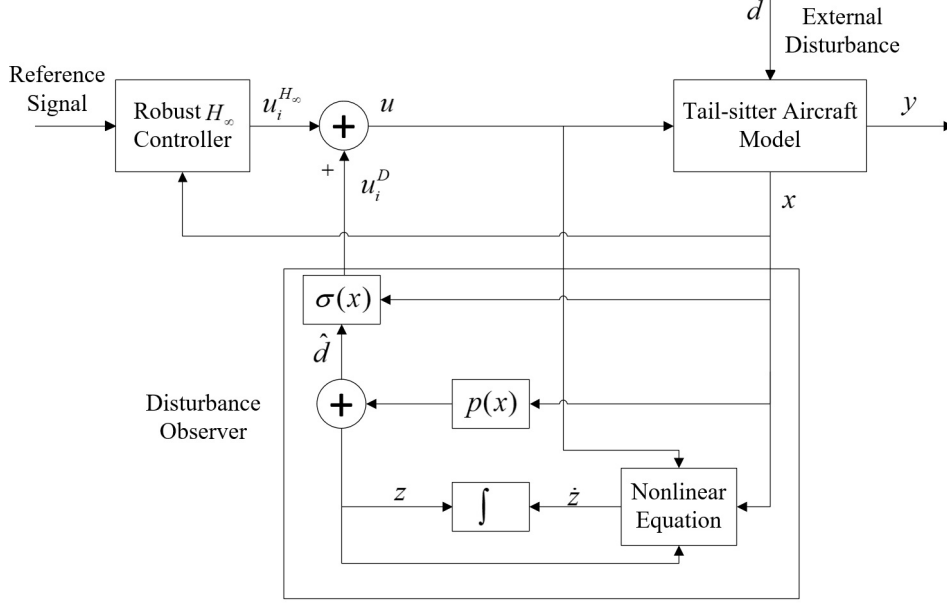 d
External
Disturbance
Reference
Signal
Robust H∞
Controller
u_i^{H∞}
+
u
Tail-sitter Aircraft
Model
y
+
u_i^D
x
σ(x)
d̂
Disturbance
Observer
+
p(x)
z
∫
ż
Nonlinear
Equation